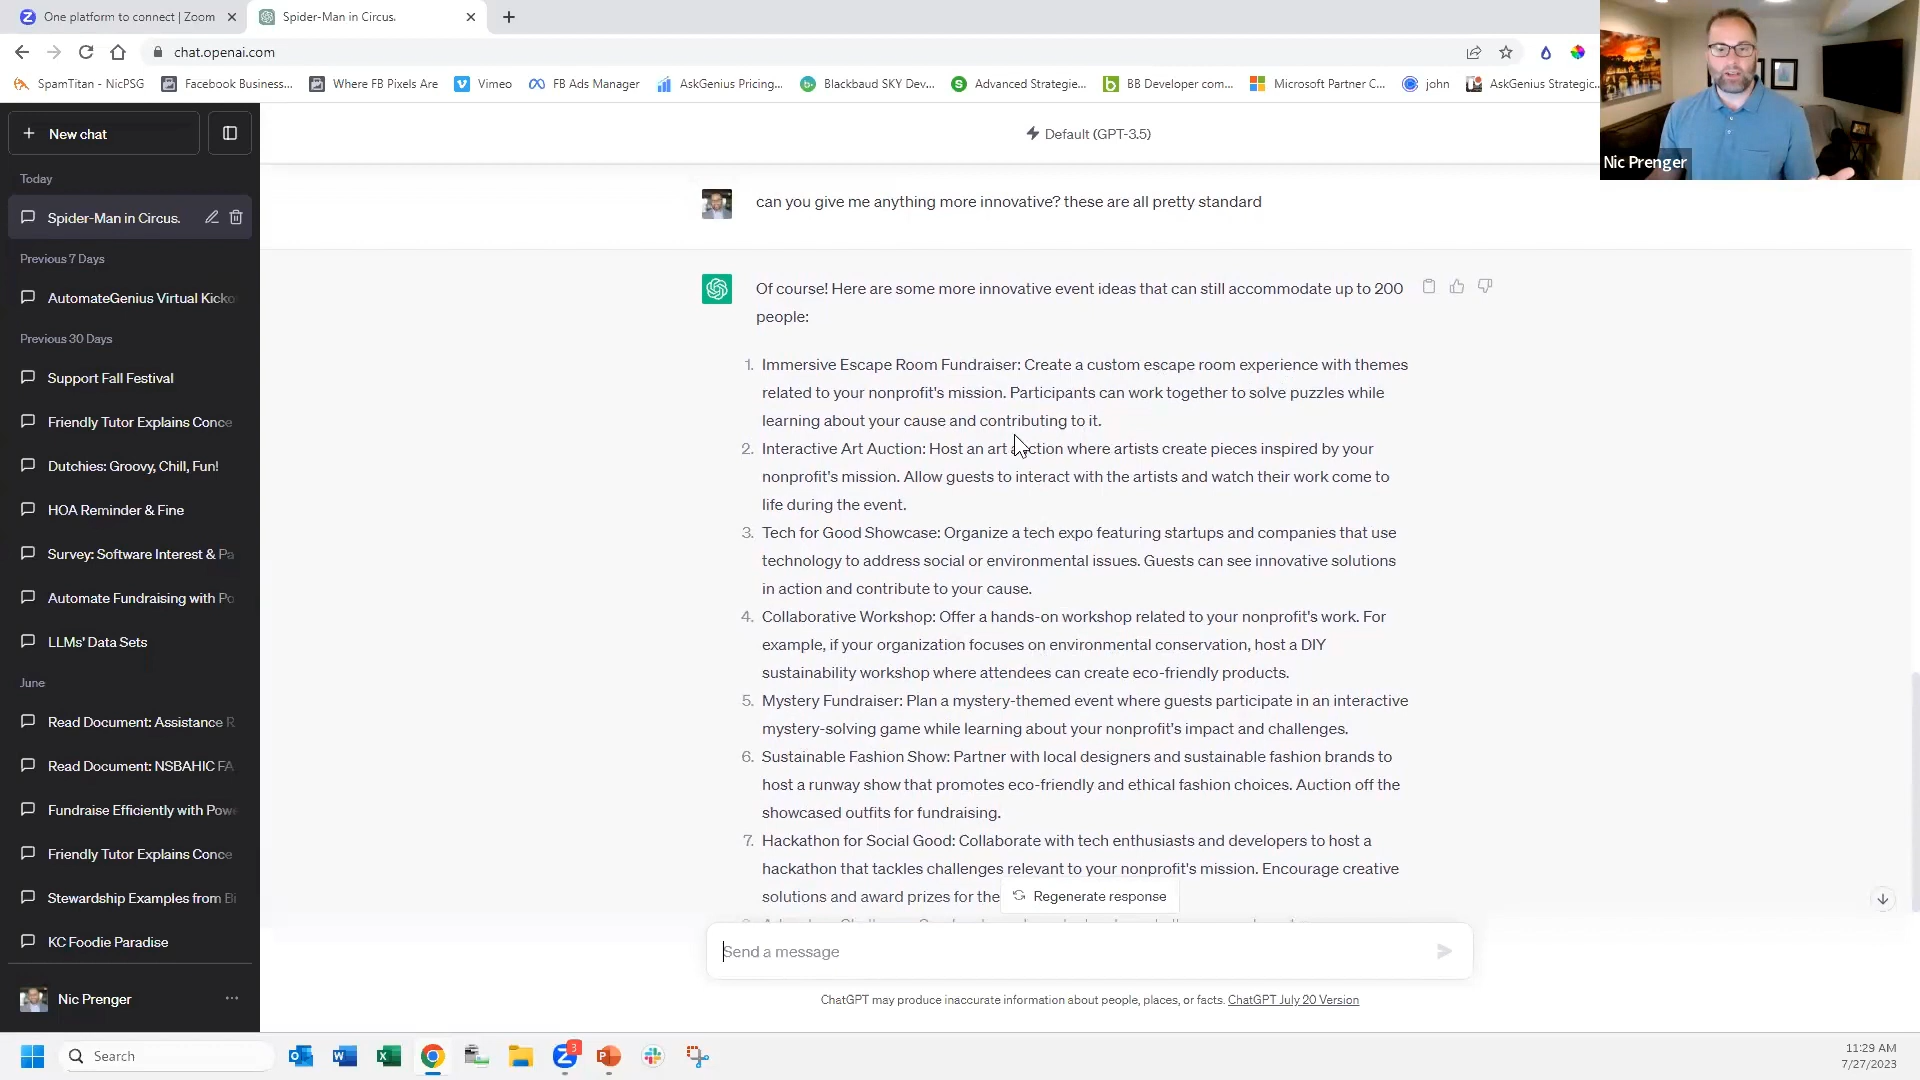 One platform to connect | Zoom
Spider-Man in Circus.
chat.openai.com
SpamTitan - NicPSG
Facebook Business...
Where FB Pixels Are
Vimeo
FB Ads Manager
AskGenius Pricing...
Blackbaud SKY Dev...
Advanced Strategie...
BB Developer com...
Microsoft Partner C...
john
AskGenius Strategic...
Nic Prenger
New chat
Default (GPT-3.5)
Today
Spider-Man in Circus.
Previous 7 Days
AutomateGenius Virtual Kicko
Previous 30 Days
Support Fall Festival
Friendly Tutor Explains Conce
Dutchies: Groovy, Chill, Fun!
HOA Reminder & Fine
Survey: Software Interest & Pa
Automate Fundraising with Po
LLMs' Data Sets
June
Read Document: Assistance R
Read Document: NSBAHIC FA
Fundraise Efficiently with Powe
Friendly Tutor Explains Conce
Stewardship Examples from Bi
KC Foodie Paradise
Nic Prenger
can you give me anything more innovative? these are all pretty standard
Of course! Here are some more innovative event ideas that can still accommodate up to 200
people:
1. Immersive Escape Room Fundraiser: Create a custom escape room experience with themes
related to your nonprofit's mission. Participants can work together to solve puzzles while
learning about your cause and contributing to it.
2. Interactive Art Auction: Host an art auction where artists create pieces inspired by your
nonprofit's mission. Allow guests to interact with the artists and watch their work come to
life during the event.
3. Tech for Good Showcase: Organize a tech expo featuring startups and companies that use
technology to address social or environmental issues. Guests can see innovative solutions
in action and contribute to your cause.
4. Collaborative Workshop: Offer a hands-on workshop related to your nonprofit's work. For
example, if your organization focuses on environmental conservation, host a DIY
sustainability workshop where attendees can create eco-friendly products.
5. Mystery Fundraiser: Plan a mystery-themed event where guests participate in an interactive
mystery-solving game while learning about your nonprofit's impact and challenges.
6. Sustainable Fashion Show: Partner with local designers and sustainable fashion brands to
host a runway show that promotes eco-friendly and ethical fashion choices. Auction off the
showcased outfits for fundraising.
7. Hackathon for Social Good: Collaborate with tech enthusiasts and developers to host a
hackathon that tackles challenges relevant to your nonprofit's mission. Encourage creative
solutions and award prizes for the
Regenerate response
Send a message
ChatGPT may produce inaccurate information about people, places, or facts. ChatGPT July 20 Version
Search
3
11:29 AM
7/27/2023